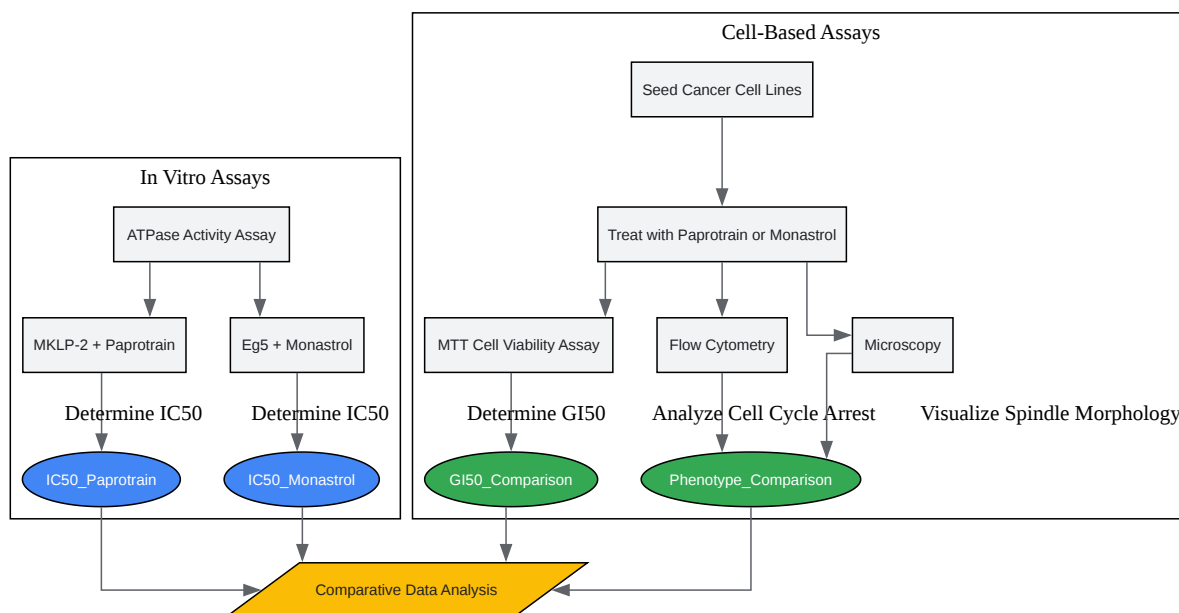 Cell-Based Assays
Seed Cancer Cell Lines
In Vitro Assays
ATPase Activity Assay
Treat with Paprotrain or Monastrol
MKLP-2 + Paprotrain
Eg5 + Monastrol
MTT Cell Viability Assay
Flow Cytometry
Microscopy
Determine IC50
Determine IC50
Determine GI50
Analyze Cell Cycle Arrest
Visualize Spindle Morphology
IC50_Paprotrain
IC50_Monastrol
GI50_Comparison
Phenotype_Comparison
Comparative Data Analysis